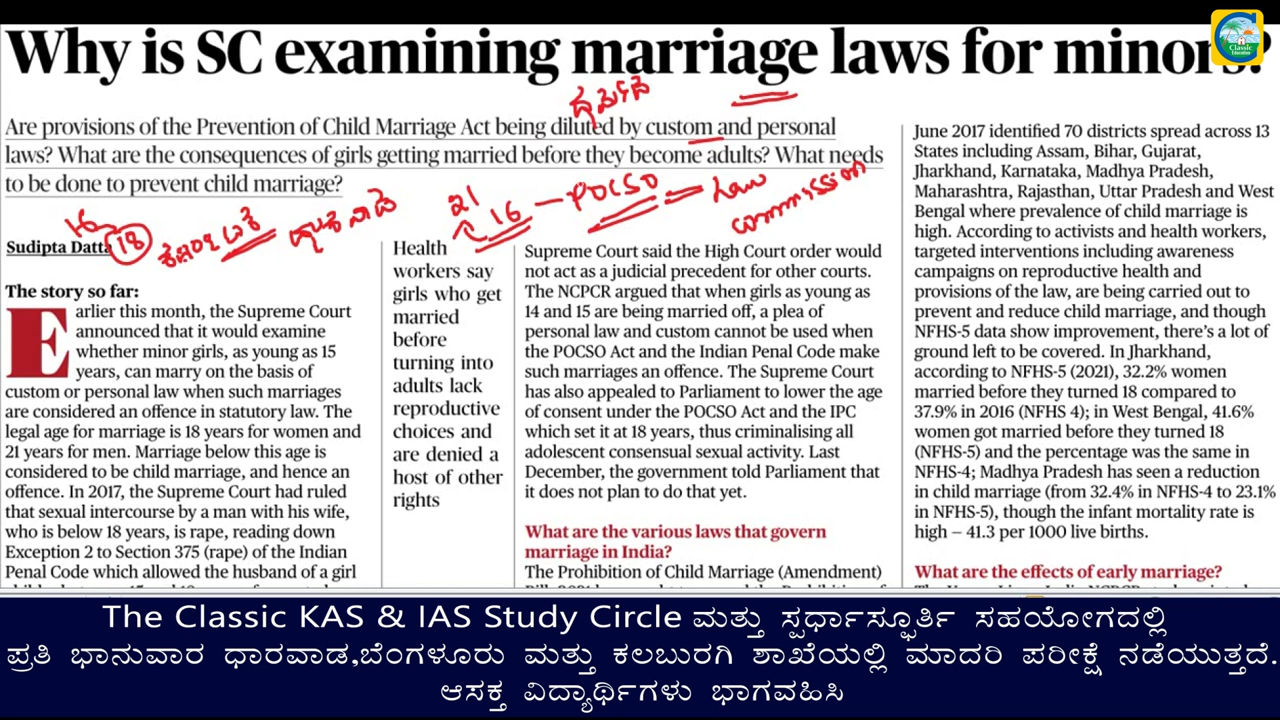 Why is SC examining marriage laws for minors?
Classic
Education
Are provisions of the Prevention of Child Marriage Act being diluted by custom and personal
laws? What are the consequences of girls getting married before they become adults? What needs
to be done to prevent child marriage?
21
16 — POCSO = Law
commission
16
18
Sudipta Datta
The story so far:
Earlier this month, the Supreme Court
announced that it would examine
whether minor girls, as young as 15
years, can marry on the basis of
custom or personal law when such marriages
are considered an offence in statutory law. The
legal age for marriage is 18 years for women and
21 years for men. Marriage below this age is
considered to be child marriage, and hence an
offence. In 2017, the Supreme Court had ruled
that sexual intercourse by a man with his wife,
who is below 18 years, is rape, reading down
Exception 2 to Section 375 (rape) of the Indian
Penal Code which allowed the husband of a girl
Health
workers say
girls who get
married
before
turning into
adults lack
reproductive
choices and
are denied a
host of other
rights
Supreme Court said the High Court order would
not act as a judicial precedent for other courts.
The NCPCR argued that when girls as young as
14 and 15 are being married off, a plea of
personal law and custom cannot be used when
the POCSO Act and the Indian Penal Code make
such marriages an offence. The Supreme Court
has also appealed to Parliament to lower the age
of consent under the POCSO Act and the IPC
which set it at 18 years, thus criminalising all
adolescent consensual sexual activity. Last
December, the government told Parliament that
it does not plan to do that yet.
What are the various laws that govern
marriage in India?
The Prohibition of Child Marriage (Amendment)
June 2017 identified 70 districts spread across 13
States including Assam, Bihar, Gujarat,
Jharkhand, Karnataka, Madhya Pradesh,
Maharashtra, Rajasthan, Uttar Pradesh and West
Bengal where prevalence of child marriage is
high. According to activists and health workers,
targeted interventions including awareness
campaigns on reproductive health and
provisions of the law, are being carried out to
prevent and reduce child marriage, and though
NFHS-5 data show improvement, there's a lot of
ground left to be covered. In Jharkhand,
according to NFHS-5 (2021), 32.2% women
married before they turned 18 compared to
37.9% in 2016 (NFHS 4); in West Bengal, 41.6%
women got married before they turned 18
(NFHS-5) and the percentage was the same in
NFHS-4; Madhya Pradesh has seen a reduction
in child marriage (from 32.4% in NFHS-4 to 23.1%
in NFHS-5), though the infant mortality rate is
high – 41.3 per 1000 live births.
What are the effects of early marriage?
The Classic KAS & IAS Study Circle ಮತ್ತು ಸ್ಪರ್ಧಾಸ್ಫೂರ್ತಿ ಸಹಯೋಗದಲ್ಲಿ
ಪ್ರತಿ ಭಾನುವಾರ ಧಾರವಾಡ,ಬೆಂಗಳೂರು ಮತ್ತು ಕಲಬುರಗಿ ಶಾಖೆಯಲ್ಲಿ ಮಾದರಿ ಪರೀಕ್ಷೆ ನಡೆಯುತ್ತದೆ.
ಆಸಕ್ತ ವಿದ್ಯಾರ್ಥಿಗಳು ಭಾಗವಹಿಸಿ